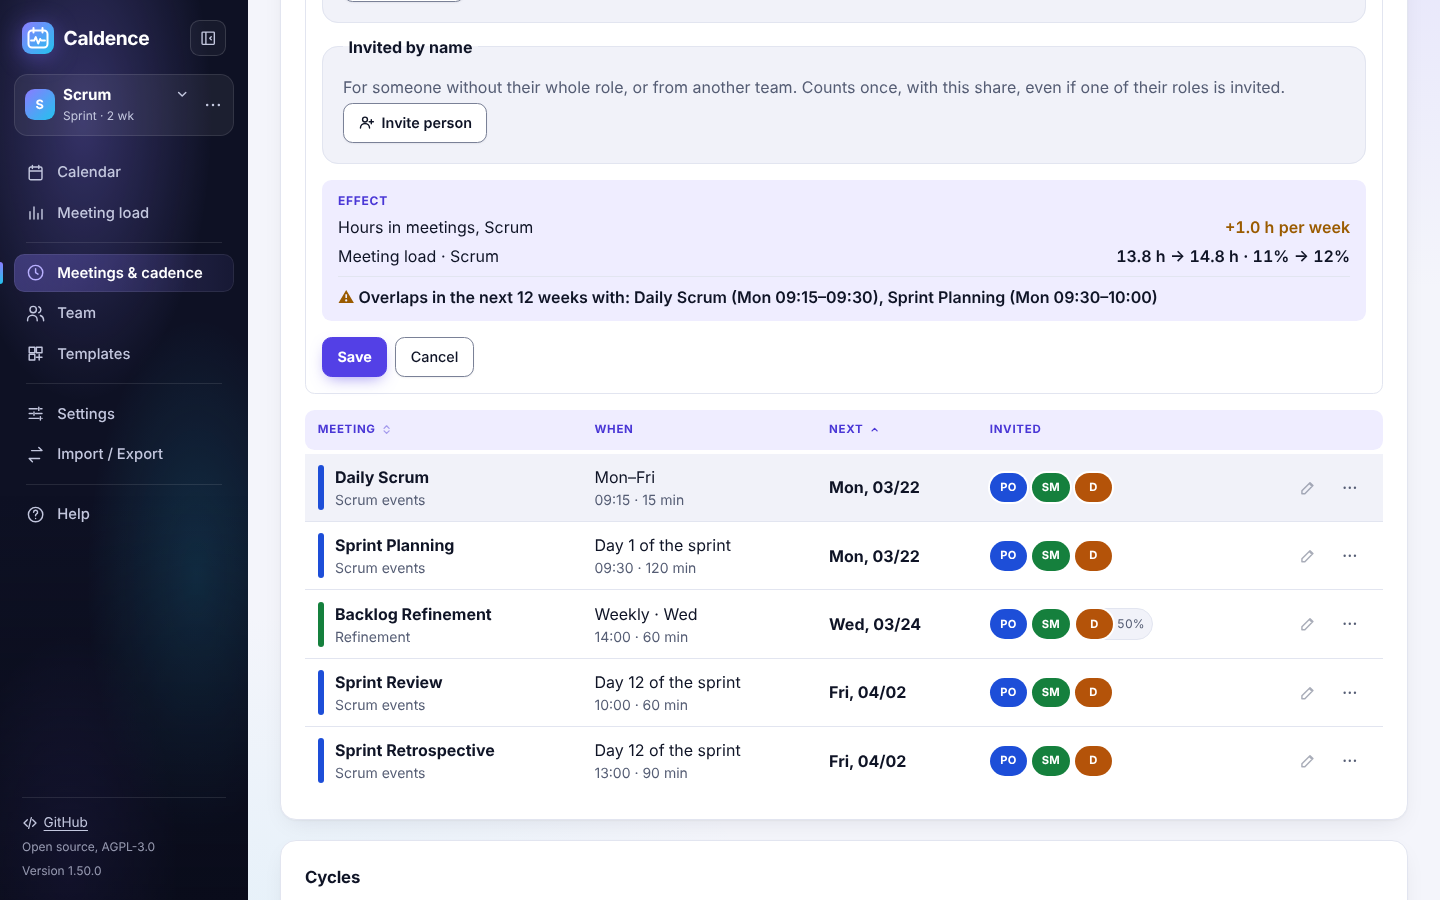 Caldence
S
Scrum
Sprint · 2 wk
Calendar
Meeting load
Meetings & cadence
Team
Templates
Settings
Import / Export
Help
GitHub
Open source, AGPL-3.0
Version 1.50.0
Invited by name
For someone without their whole role, or from another team. Counts once, with this share, even if one of their roles is invited.
Invite person
EFFECT
Hours in meetings, Scrum +1.0 h per week
Meeting load · Scrum 13.8 h → 14.8 h · 11% → 12%
Overlaps in the next 12 weeks with: Daily Scrum (Mon 09:15–09:30), Sprint Planning (Mon 09:30–10:00)
Save Cancel
MEETING WHEN NEXT INVITED
Daily Scrum Mon–Fri Mon, 03/22 PO SM D
Scrum events 09:15 · 15 min
Sprint Planning Day 1 of the sprint Mon, 03/22 PO SM D
Scrum events 09:30 · 120 min
Backlog Refinement Weekly · Wed Wed, 03/24 PO SM D 50%
Refinement 14:00 · 60 min
Sprint Review Day 12 of the sprint Fri, 04/02 PO SM D
Scrum events 10:00 · 60 min
Sprint Retrospective Day 12 of the sprint Fri, 04/02 PO SM D
Scrum events 13:00 · 90 min
Cycles